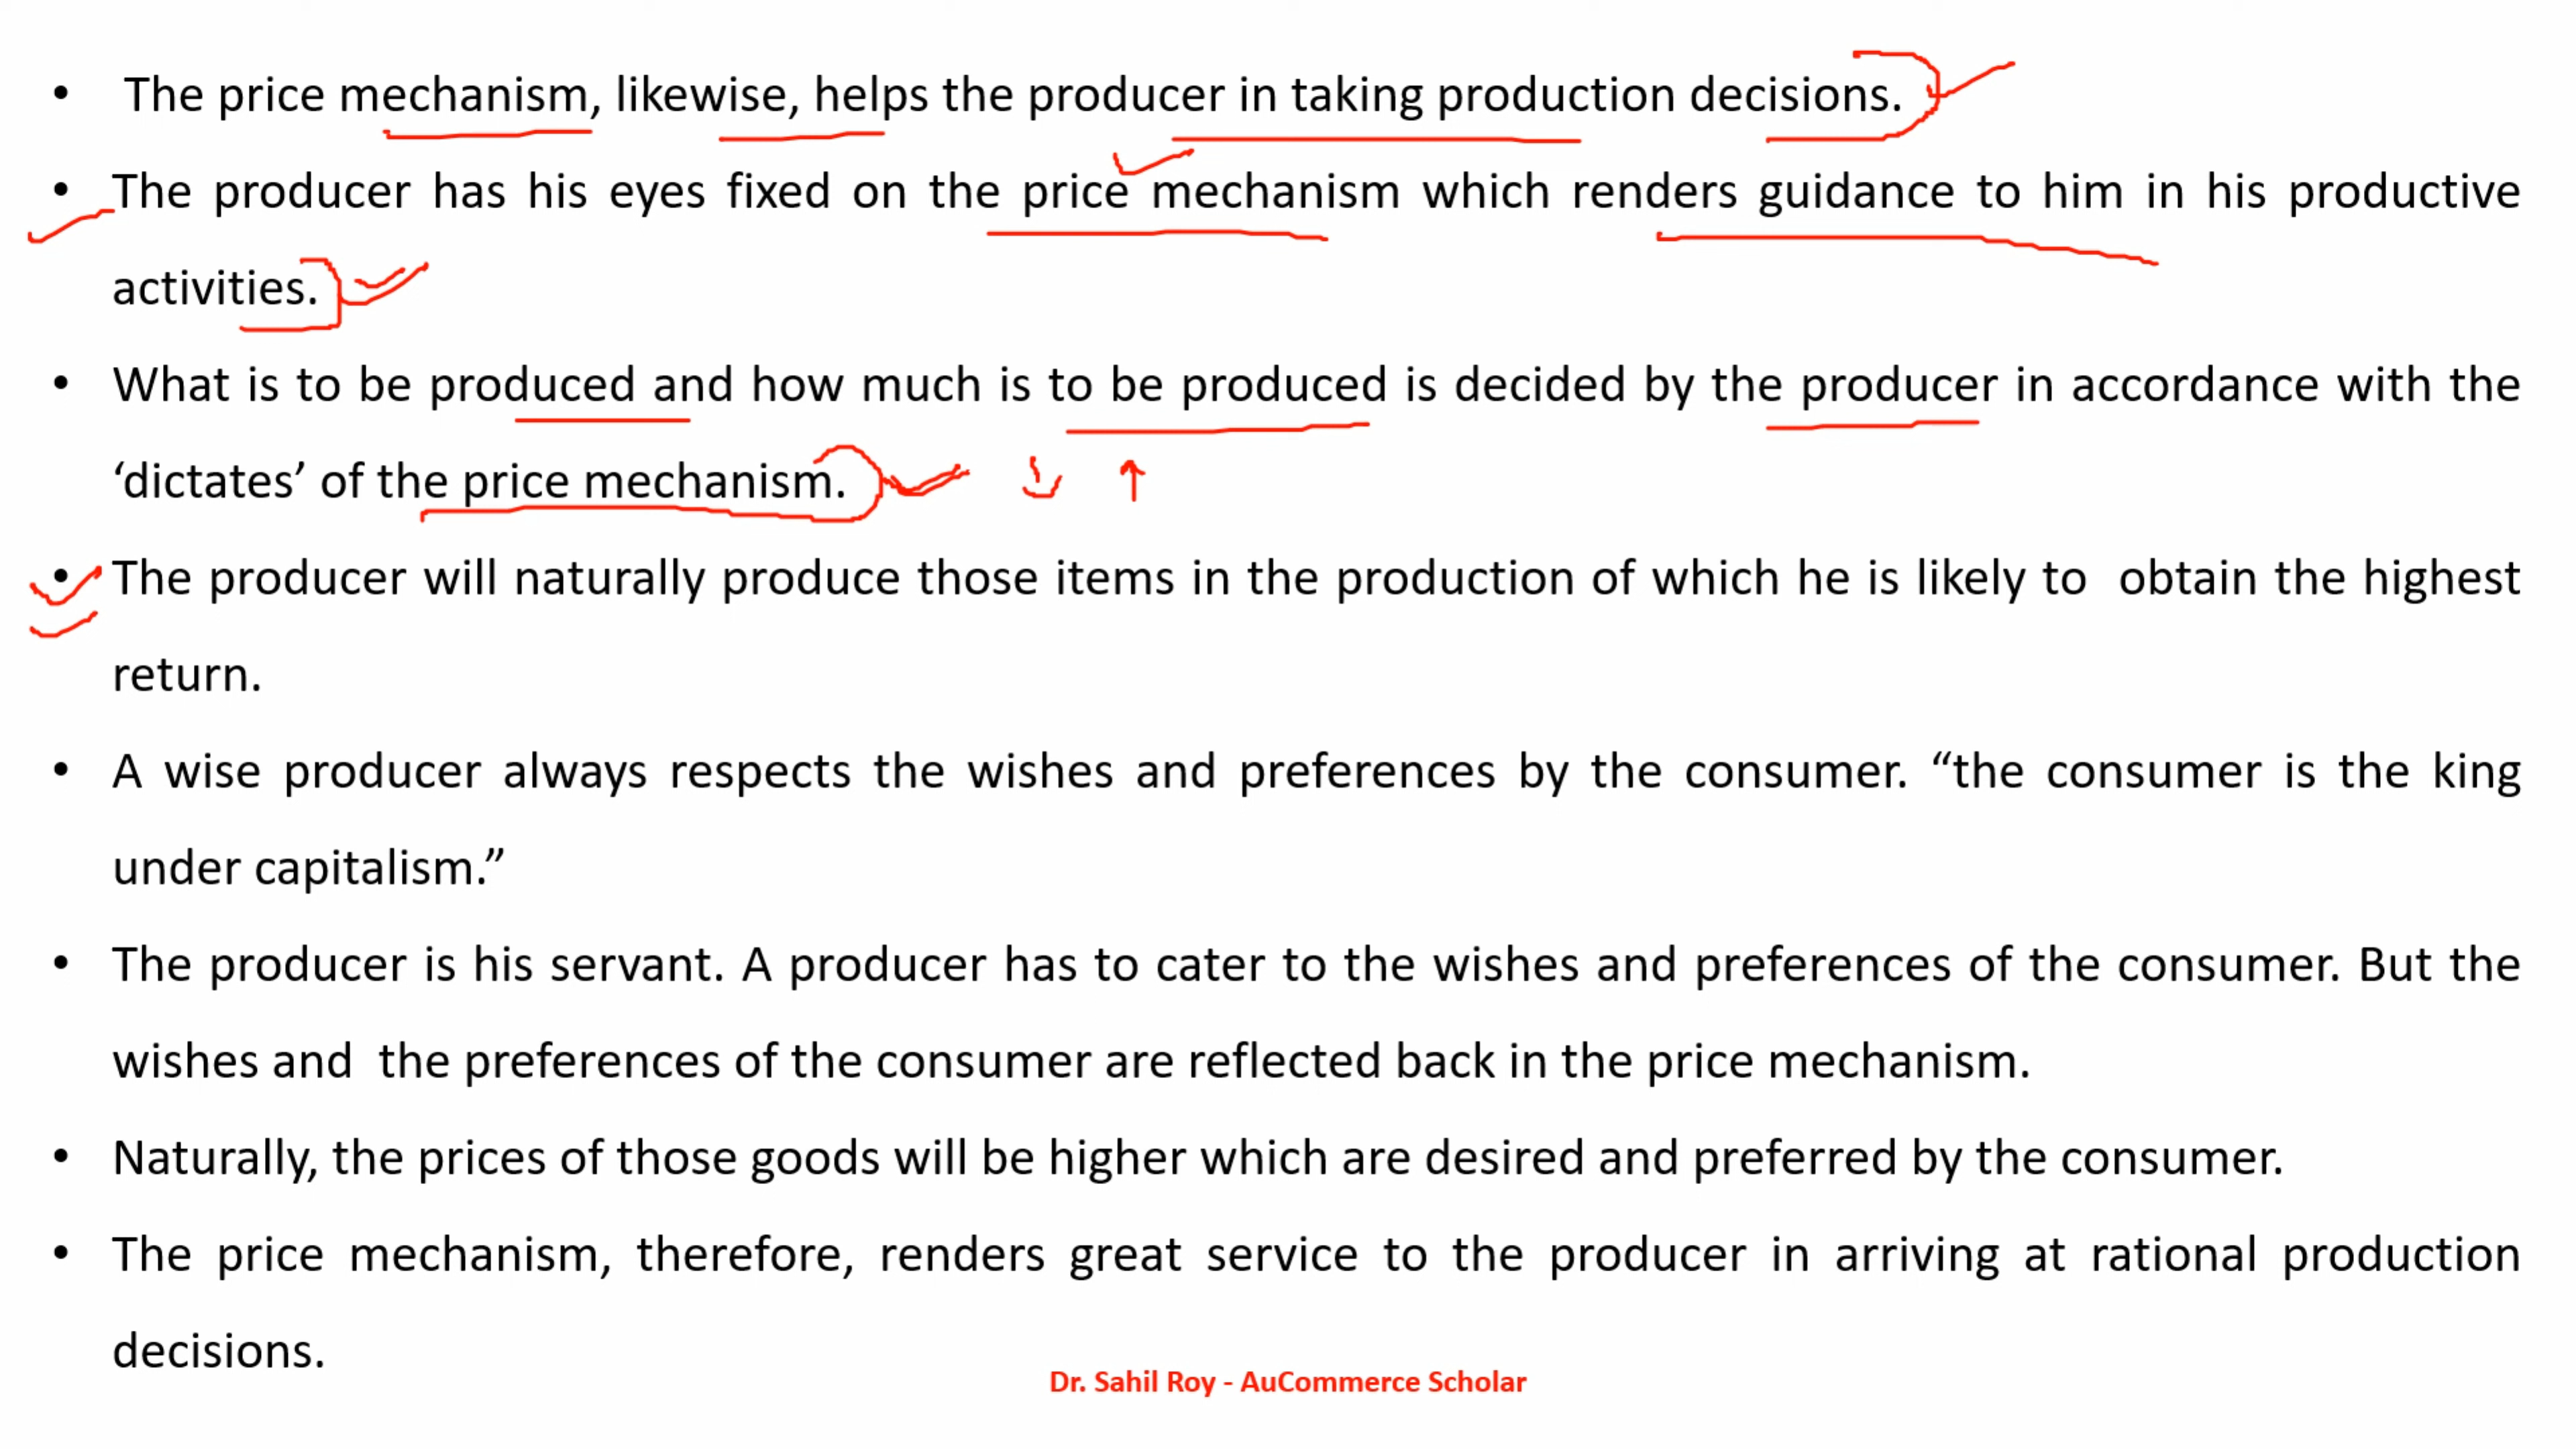 • The price mechanism, likewise, helps the producer in taking production decisions.
• The producer has his eyes fixed on the price mechanism which renders guidance to him in his productive
activities.
• What is to be produced and how much is to be produced is decided by the producer in accordance with the
‘dictates’ of the price mechanism.
• The producer will naturally produce those items in the production of which he is likely to obtain the highest
return.
• A wise producer always respects the wishes and preferences by the consumer. “the consumer is the king
under capitalism.”
• The producer is his servant. A producer has to cater to the wishes and preferences of the consumer. But the
wishes and the preferences of the consumer are reflected back in the price mechanism.
• Naturally, the prices of those goods will be higher which are desired and preferred by the consumer.
• The price mechanism, therefore, renders great service to the producer in arriving at rational production
decisions.
Dr. Sahil Roy - AuCommerce Scholar